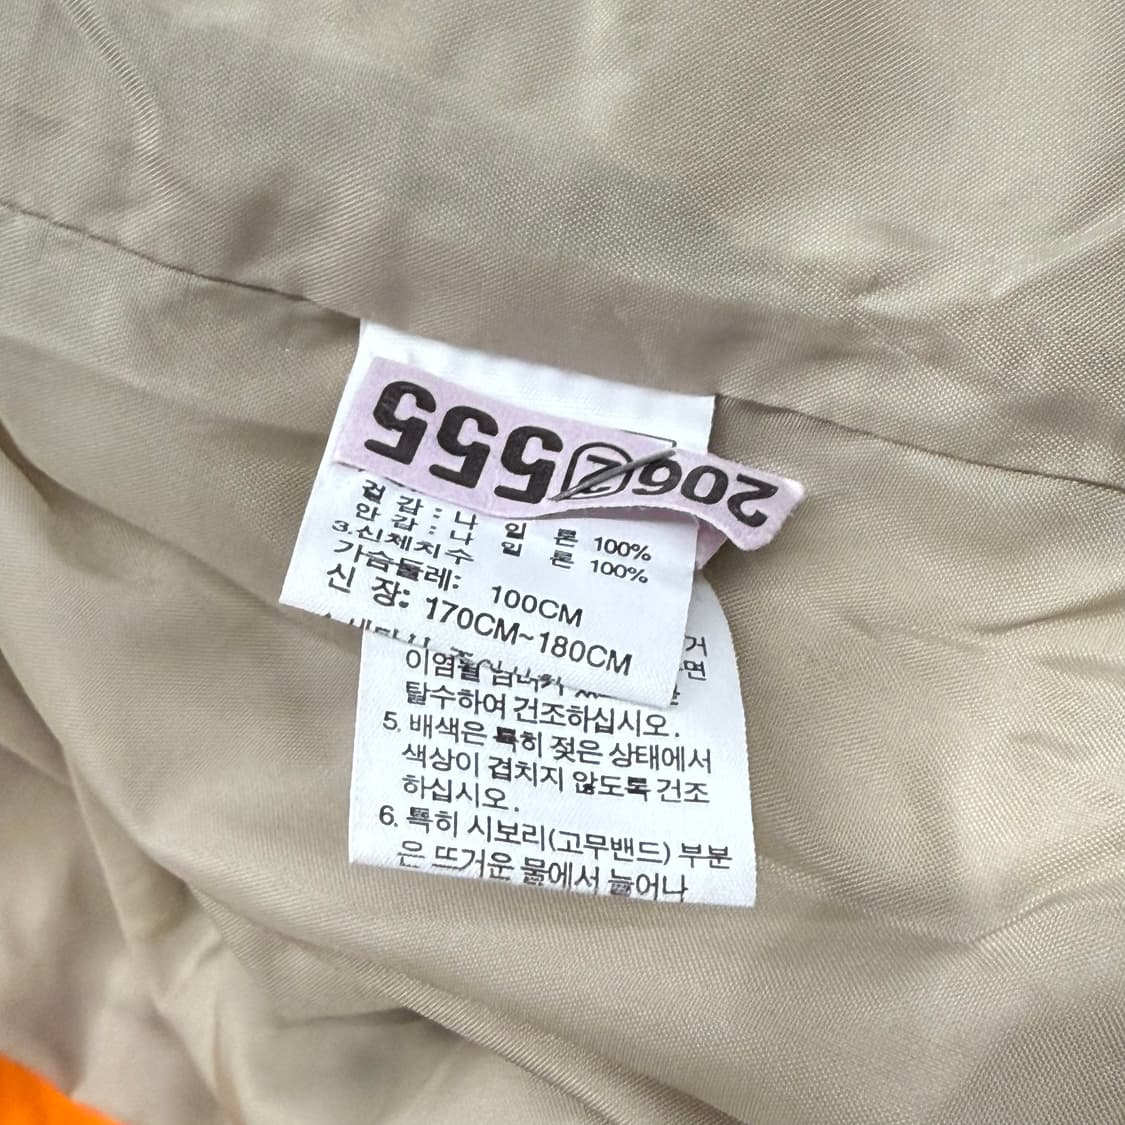 2062555
겉 감 : 나 일 론 100%
안 감 : 나 일 론 100%
3.신체치수
가슴둘레: 100CM
신 장: 170CM~180CM
거
면
이염될
탈수하여 건조하십시오.
5. 배색은 특히 젖은 상태에서
색상이 겹치지 않도록 건조
하십시오.
6. 특히 시보리(고무밴드) 부분
은 뜨거운 물에서 늘어나